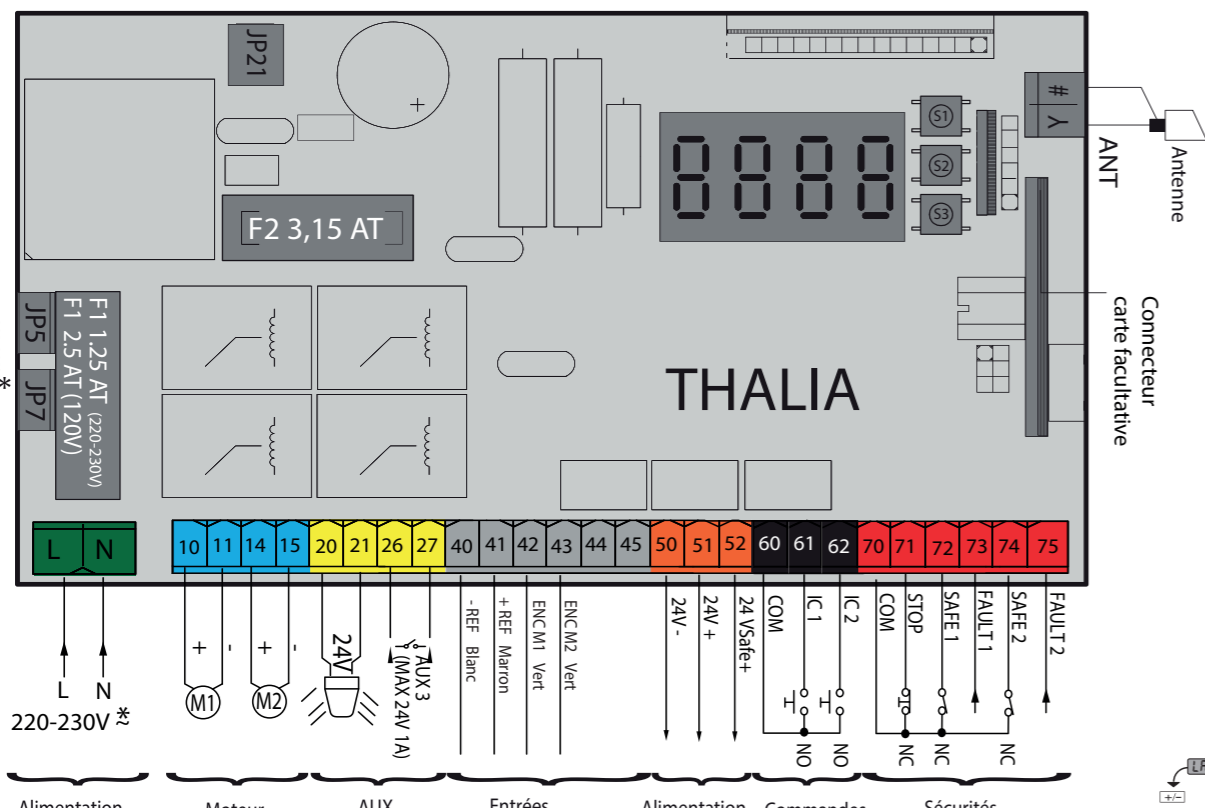 JP21
F2 3,15 AT
S1
S2
S3
#
Y
ANT
Antenne
Connecteur
carte facultative
THALIA
JP5
JP7
*
F1 1.25 AT (220-230V)
F1 2.5 AT (120V)
L N
10 11 14 15 20 21 26 27 40 41 42 43 44 45 50 51 52 60 61 62 70 71 72 73 74 75
L N
220-230V ~*
+ - + -
M1 M2
24V
AUX 3
(MAX 24V 1A)
- REF Blanc
+ REF Marron
ENC M1 Vert
ENC M2 Vert
24V -
24V +
24 VSafe+
COM
IC 1
IC 2
NO
NO
COM
STOP
SAFE 1
FAULT 1
SAFE 2
FAULT 2
NC
NC
NC
+/-
Alimentation Moteur AUX Entrées Alimentation Commandes Sécurités